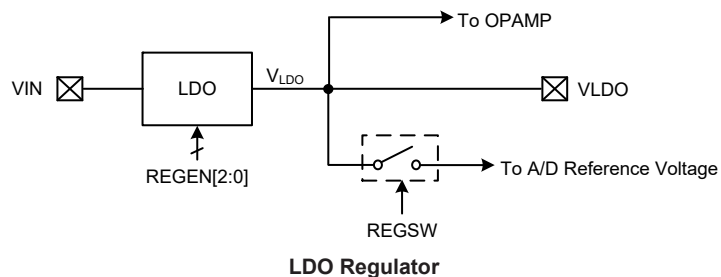 To OPAMP
VIN
LDO
VLDO
VLDO
REGEN[2:0]
To A/D Reference Voltage
REGSW
LDO Regulator